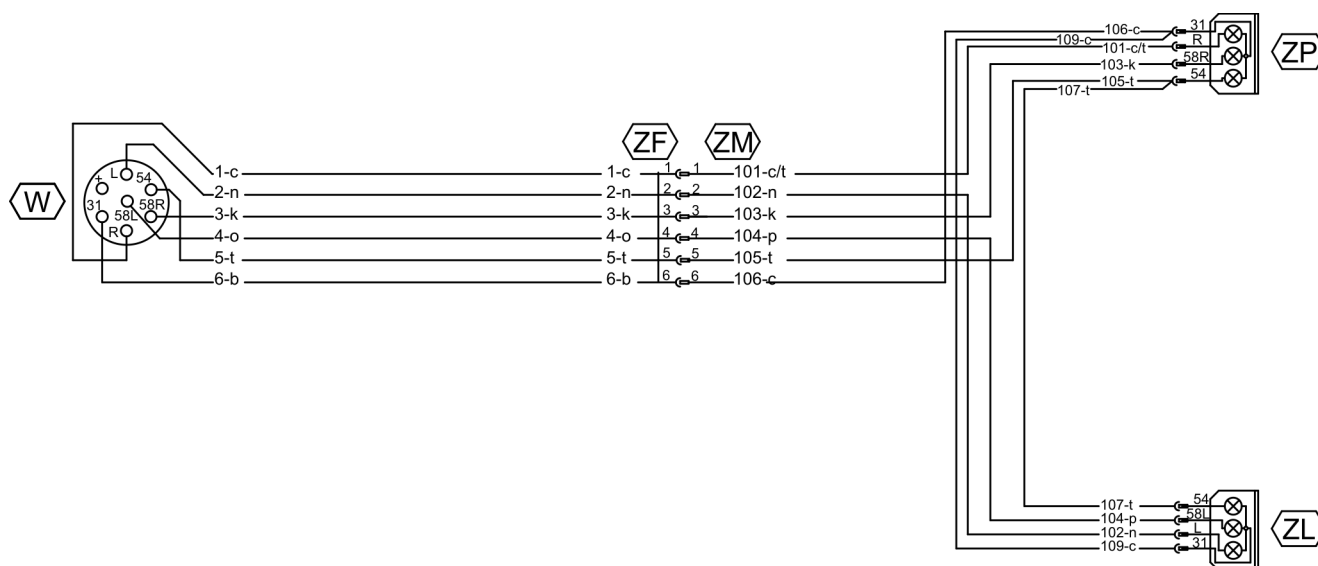 106-c 31
109-c
101-c/t R
103-k 58R
105-t 54
107-t
ZP
ZF ZM
W
+ L 54
31 58L 58R
R
1-c 1-c 1 1 101-c/t
2-n 2-n 2 2 102-n
3-k 3-k 3 3 103-k
4-o 4-o 4 4 104-p
5-t 5-t 5 5 105-t
6-b 6-b 6 6 106-c
107-t 54
104-p 58L
102-n L
109-c 31
ZL